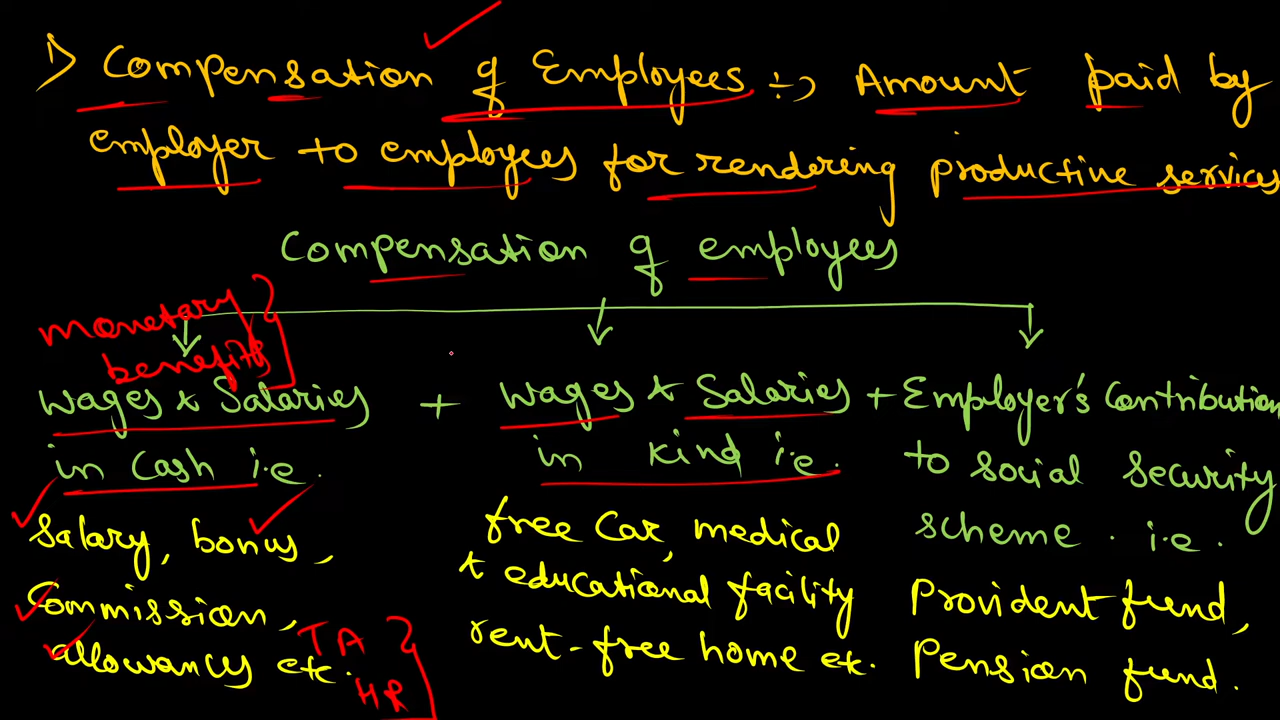 1) Compensation of Employees :-> Amount paid by
employer to employees for rendering productive services
Compensation of employees
monetary
benefits
Wages & Salaries + Wages & Salaries + Employer's Contribution
in Cash i.e. in Kind i.e. to social security
scheme. i.e.
Salary, bonus, free Car, medical
& educational facility Provident fund,
Commission, rent-free home etc. Pension fund.
allowances etc. TA
HR